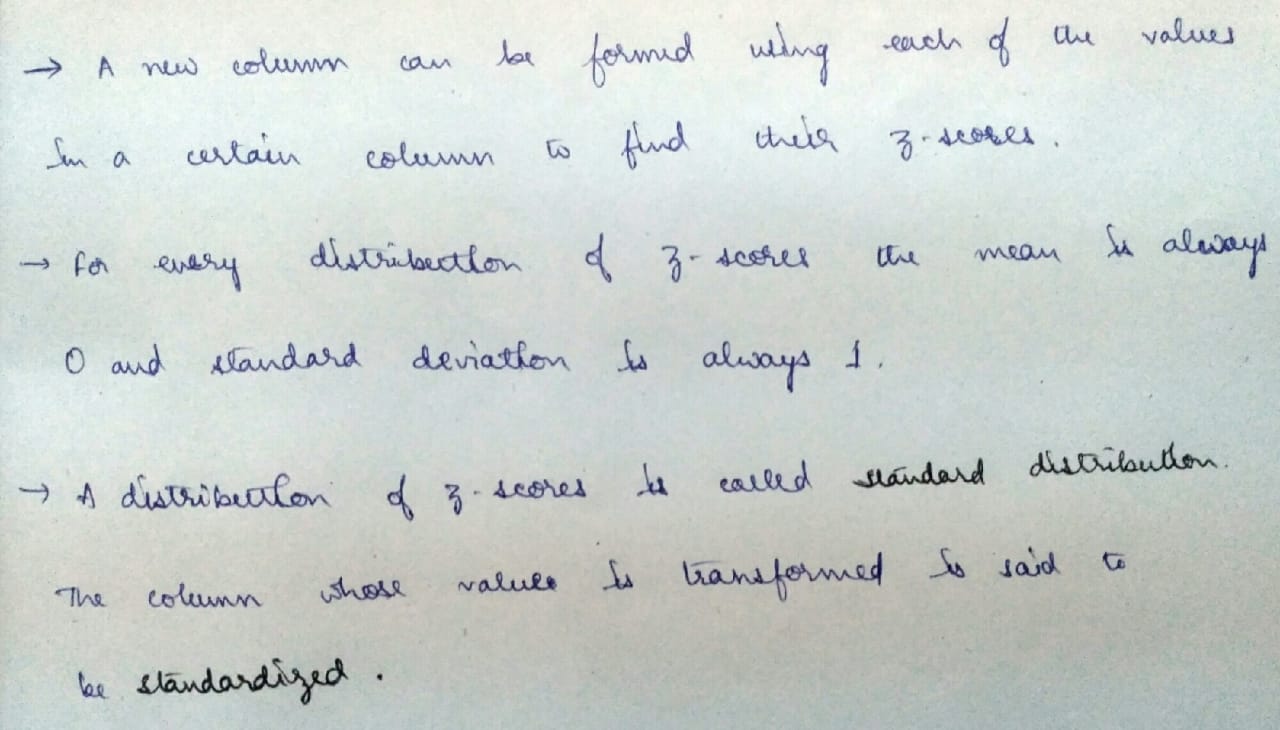 → A new column can be formed using each of the values
in a certain column to find their z-scores.
→ for every distribution of z-scores the mean is always
0 and standard deviation is always 1.
→ A distribution of z-scores is called standard distribution.
The column whose values is transformed is said to
be standardized.